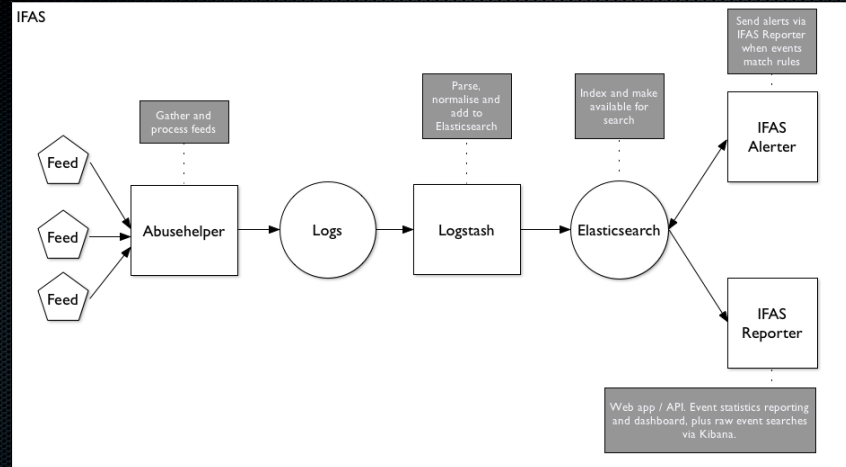 IFAS
Send alerts via
IFAS Reporter
when events
match rules
Parse,
normalise and
add to
Elasticsearch
Index and make
available for
search
Gather and
process feeds
IFAS
Alerter
Feed
Feed
Feed
Abusehelper
Logs
Logstash
Elasticsearch
IFAS
Reporter
Web app / API. Event statistics reporting
and dashboard, plus raw event searches
via Kibana.